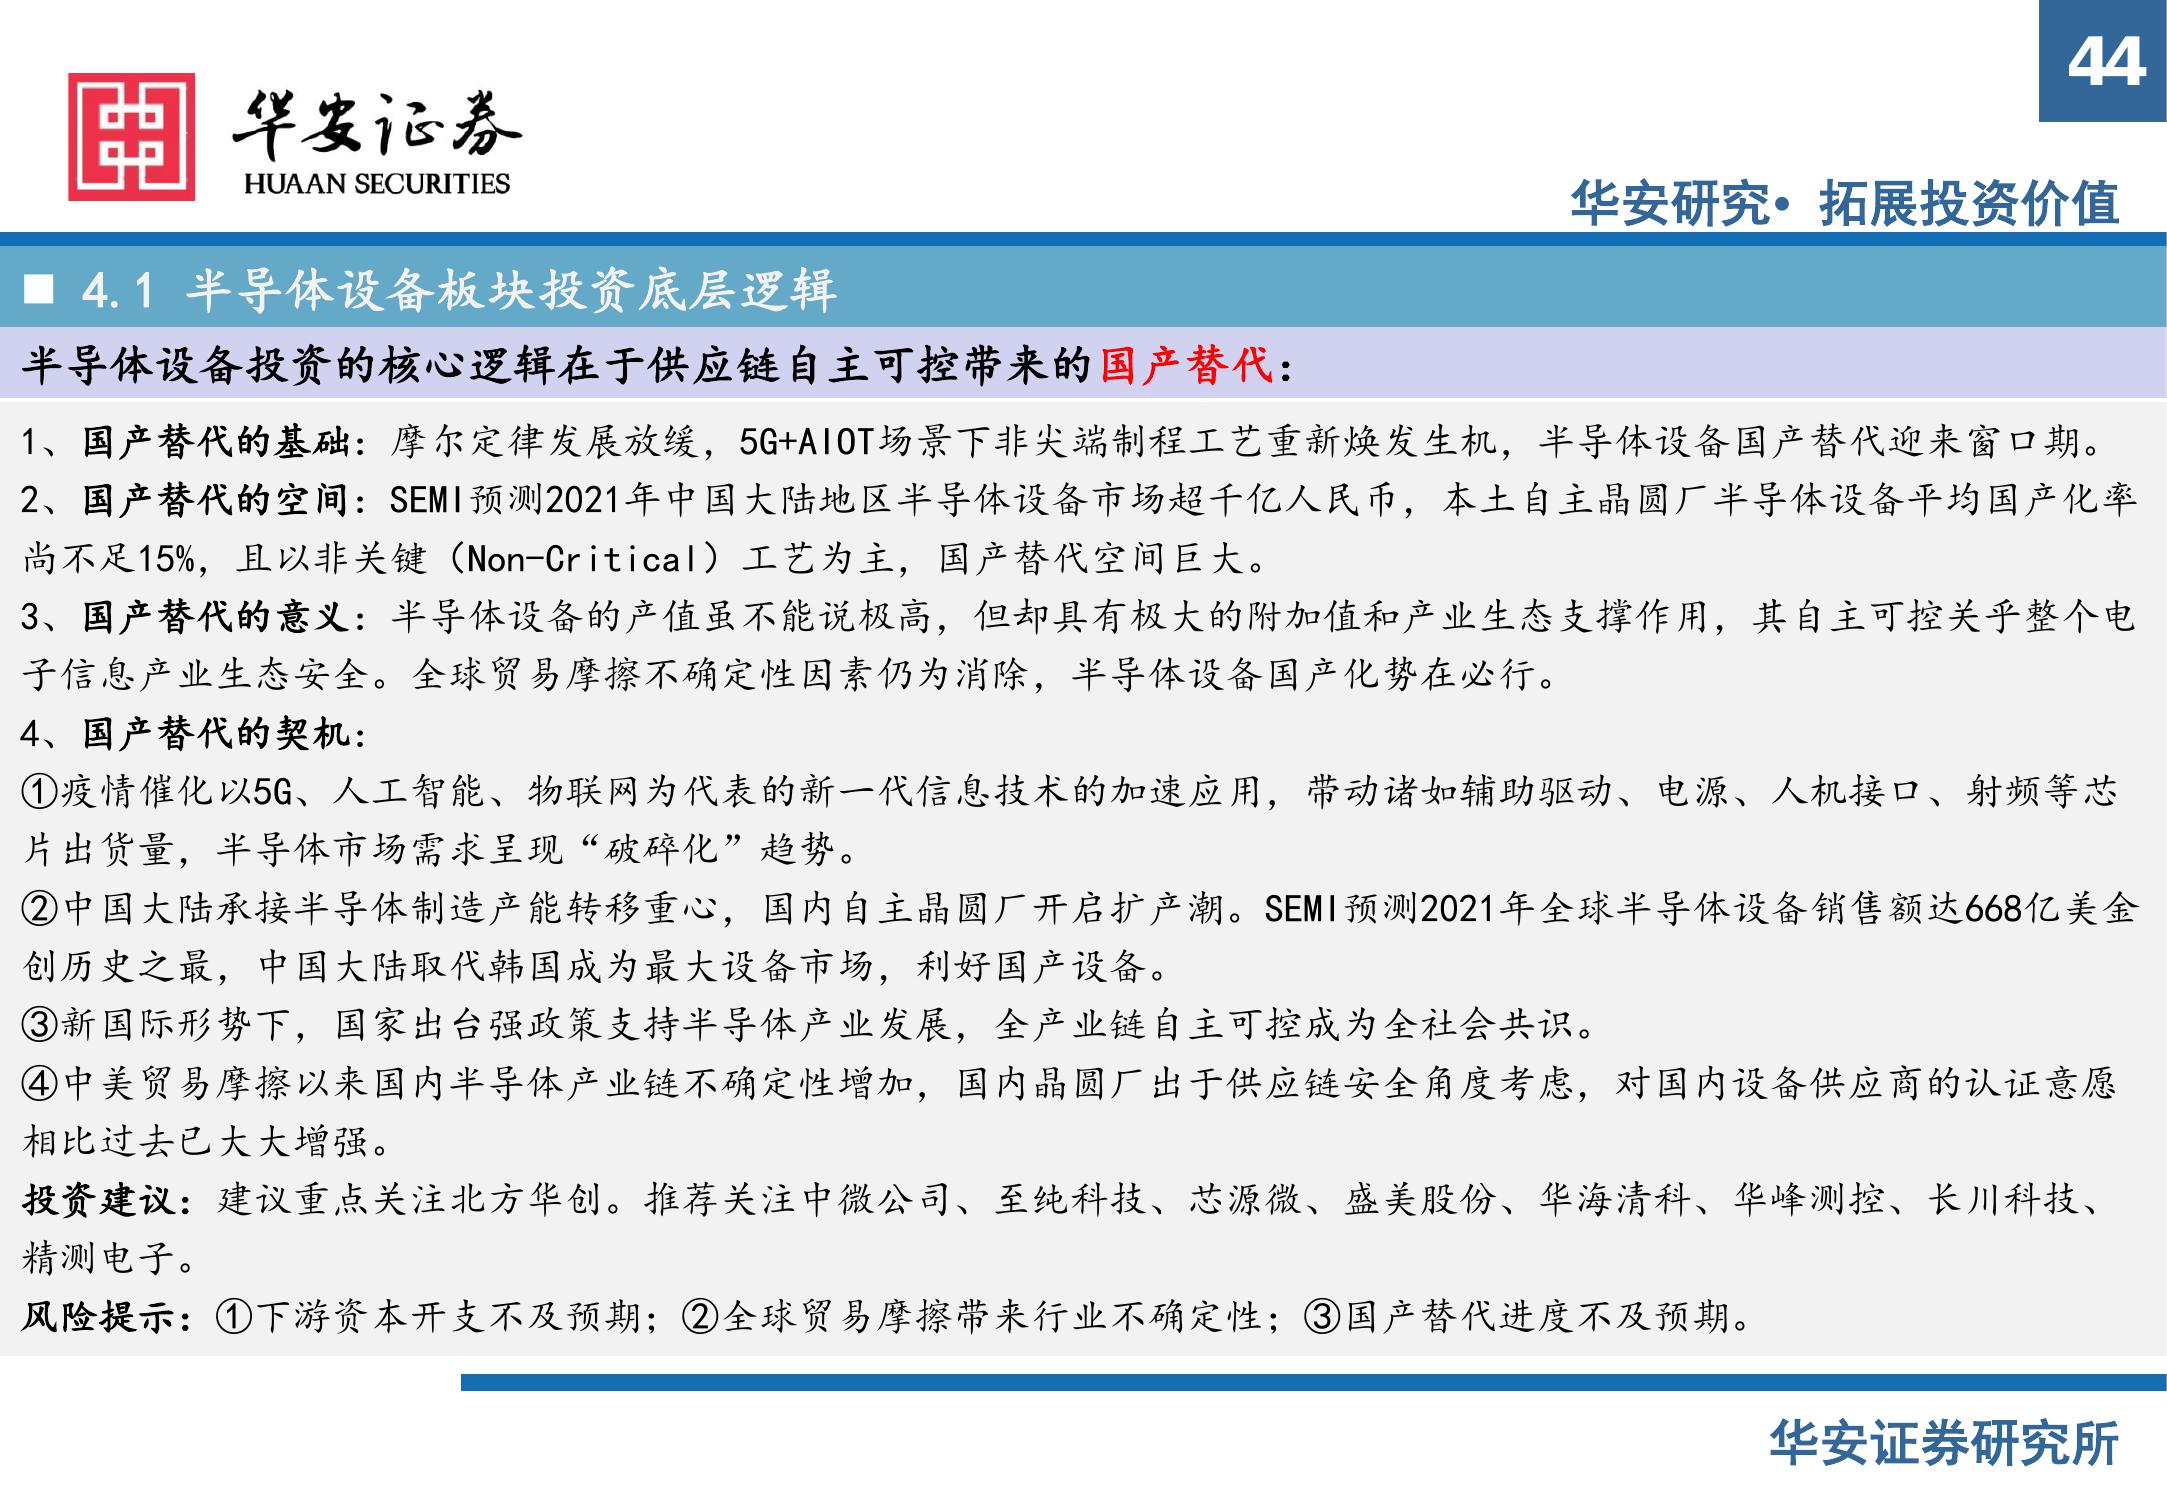 44
华安证券
HUAAN SECURITIES
华安研究• 拓展投资价值
■ 4.1 半导体设备板块投资底层逻辑
半导体设备投资的核心逻辑在于供应链自主可控带来的国产替代：
1、国产替代的基础：摩尔定律发展放缓，5G+AIOT场景下非尖端制程工艺重新焕发生机，半导体设备国产替代迎来窗口期。
2、国产替代的空间：SEMI预测2021年中国大陆地区半导体设备市场超千亿人民币，本土自主晶圆厂半导体设备平均国产化率
尚不足15%，且以非关键（Non-Critical）工艺为主，国产替代空间巨大。
3、国产替代的意义：半导体设备的产值虽不能说极高，但却具有极大的附加值和产业生态支撑作用，其自主可控关乎整个电
子信息产业生态安全。全球贸易摩擦不确定性因素仍为消除，半导体设备国产化势在必行。
4、国产替代的契机：
①疫情催化以5G、人工智能、物联网为代表的新一代信息技术的加速应用，带动诸如辅助驱动、电源、人机接口、射频等芯
片出货量，半导体市场需求呈现“破碎化”趋势。
②中国大陆承接半导体制造产能转移重心，国内自主晶圆厂开启扩产潮。SEMI预测2021年全球半导体设备销售额达668亿美金
创历史之最，中国大陆取代韩国成为最大设备市场，利好国产设备。
③新国际形势下，国家出台强政策支持半导体产业发展，全产业链自主可控成为全社会共识。
④中美贸易摩擦以来国内半导体产业链不确定性增加，国内晶圆厂出于供应链安全角度考虑，对国内设备供应商的认证意愿
相比过去已大大增强。
投资建议：建议重点关注北方华创。推荐关注中微公司、至纯科技、芯源微、盛美股份、华海清科、华峰测控、长川科技、
精测电子。
风险提示：①下游资本开支不及预期；②全球贸易摩擦带来行业不确定性；③国产替代进度不及预期。
华安证券研究所